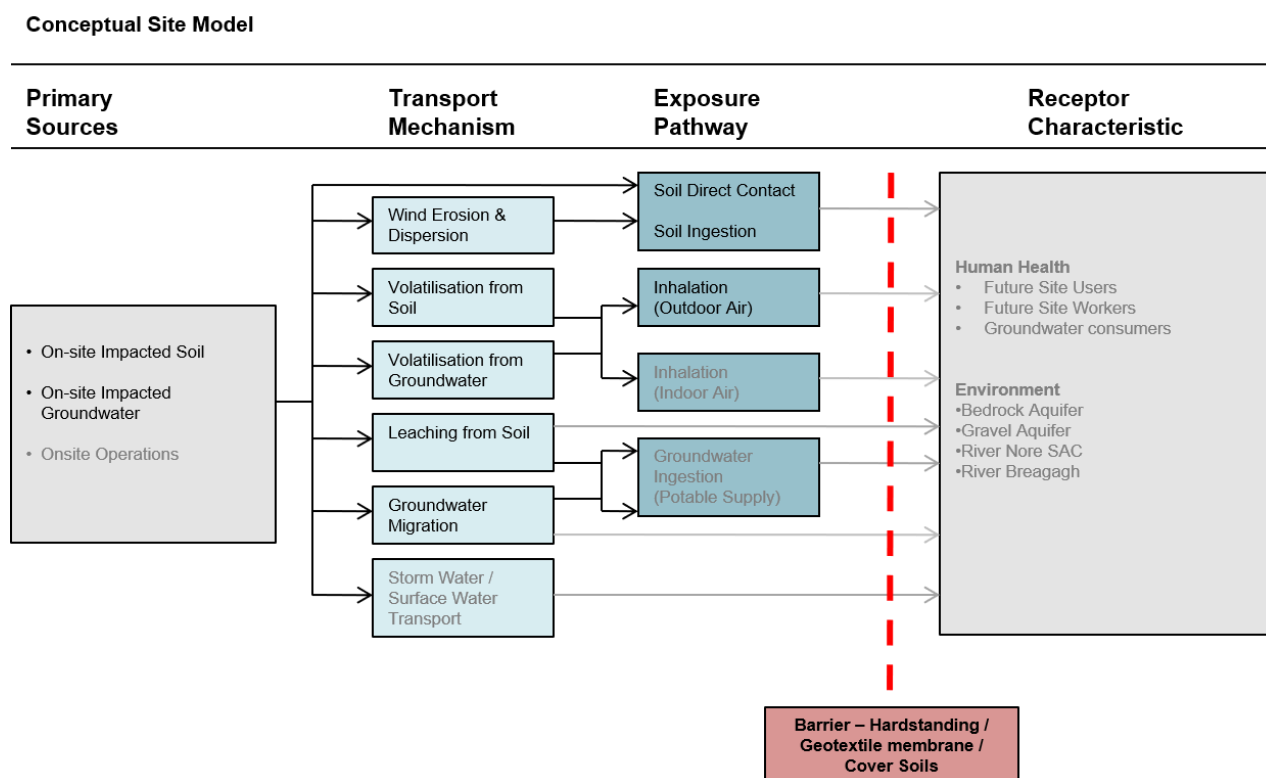 Conceptual Site Model
Primary
Sources
Transport
Mechanism
Exposure
Pathway
Receptor
Characteristic
• On-site Impacted Soil
• On-site Impacted
Groundwater
• Onsite Operations
Wind Erosion &
Dispersion
Volatilisation from
Soil
Volatilisation from
Groundwater
Leaching from Soil
Groundwater
Migration
Storm Water /
Surface Water
Transport
Soil Direct Contact
Soil Ingestion
Inhalation
(Outdoor Air)
Inhalation
(Indoor Air)
Groundwater
Ingestion
(Potable Supply)
Human Health
• Future Site Users
• Future Site Workers
• Groundwater consumers
Environment
•Bedrock Aquifer
•Gravel Aquifer
•River Nore SAC
•River Breagagh
Barrier – Hardstanding /
Geotextile membrane /
Cover Soils